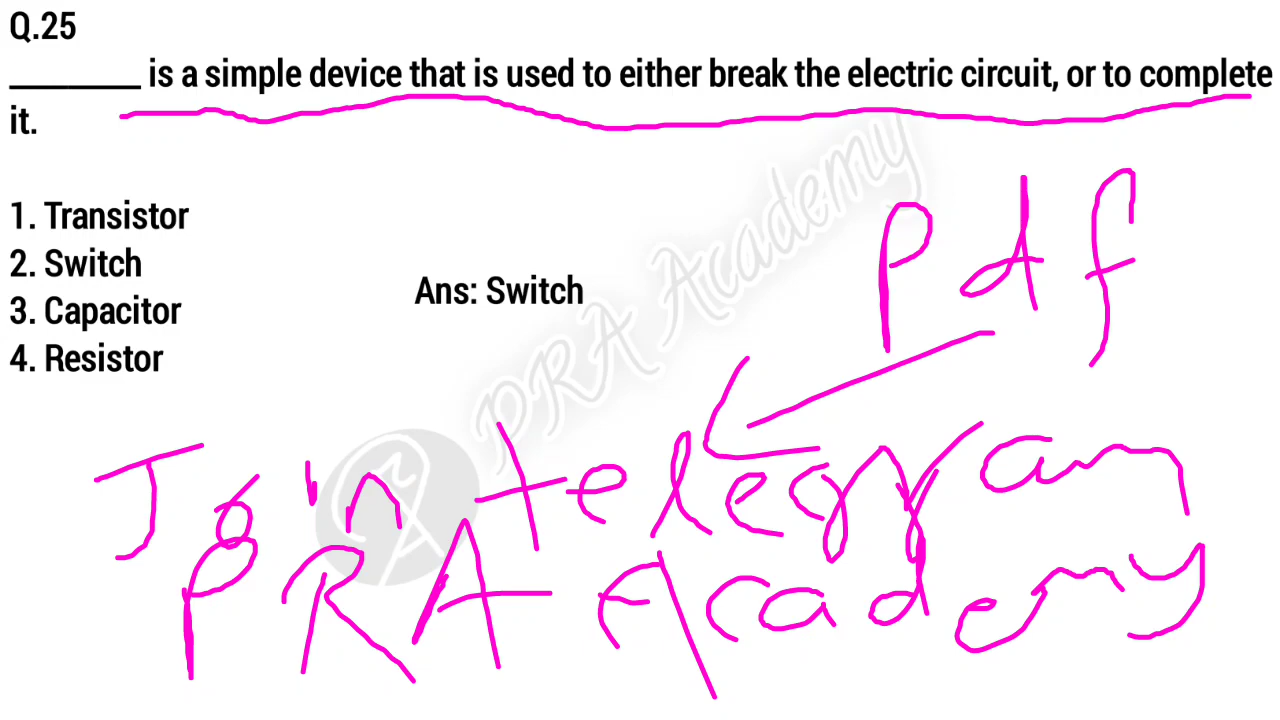 Q.25
________ is a simple device that is used to either break the electric circuit, or to complete
it.
1. Transistor
2. Switch
3. Capacitor
4. Resistor
Ans: Switch
PRA Academy
Pdf
Join telegram
PRA Academy